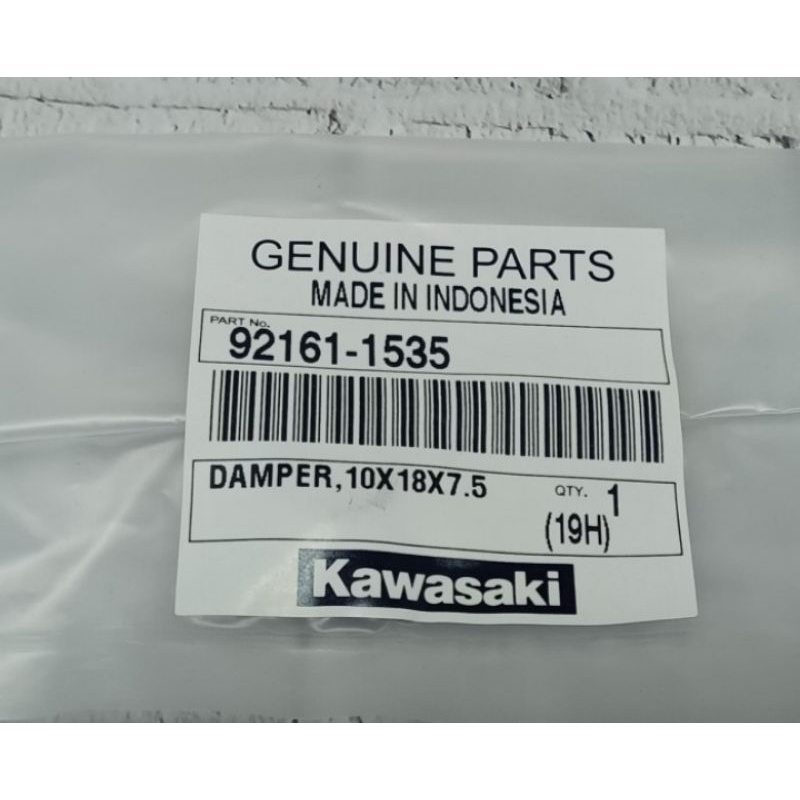 GENUINE PARTS
MADE IN INDONESIA
PART No.
92161-1535
DAMPER,10X18X7.5
QTY. 1
(19H)
Kawasaki